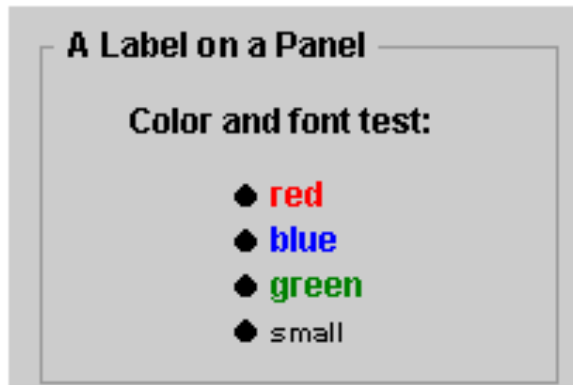 A Label on a Panel
Color and font test:
red
blue
green
small